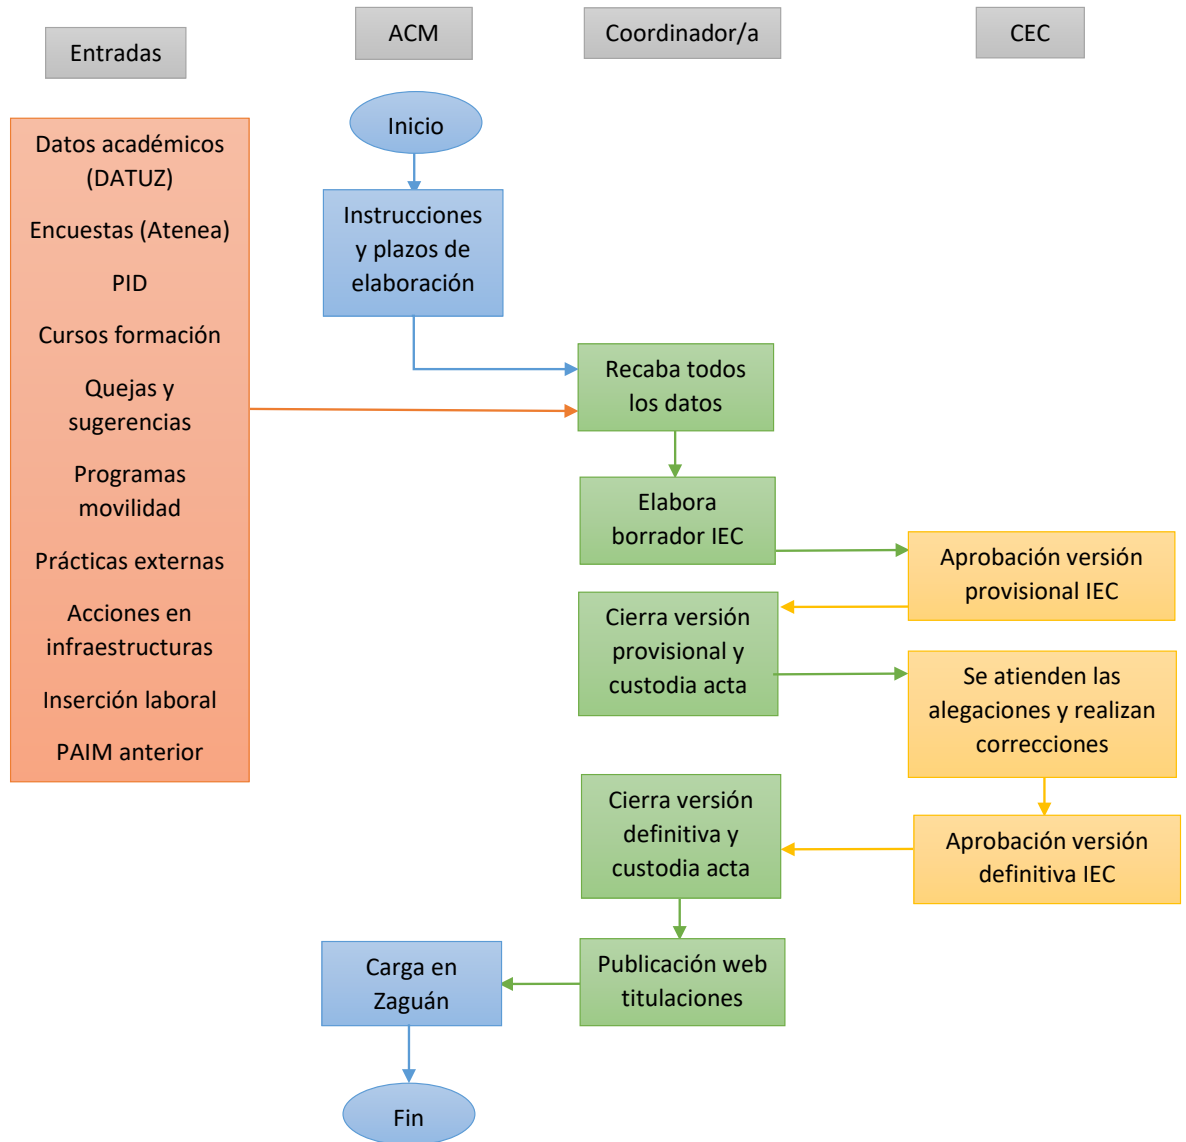 Entradas
ACM
Coordinador/a
CEC
Datos académicos
(DATUZ)
Encuestas (Atenea)
PID
Cursos formación
Quejas y
sugerencias
Programas
movilidad
Prácticas externas
Acciones en
infraestructuras
Inserción laboral
PAIM anterior
Inicio
Instrucciones
y plazos de
elaboración
Recaba todos
los datos
Elabora
borrador IEC
Aprobación versión
provisional IEC
Cierra versión
provisional y
custodia acta
Se atienden las
alegaciones y realizan
correcciones
Aprobación versión
definitiva IEC
Cierra versión
definitiva y
custodia acta
Publicación web
titulaciones
Carga en
Zaguán
Fin